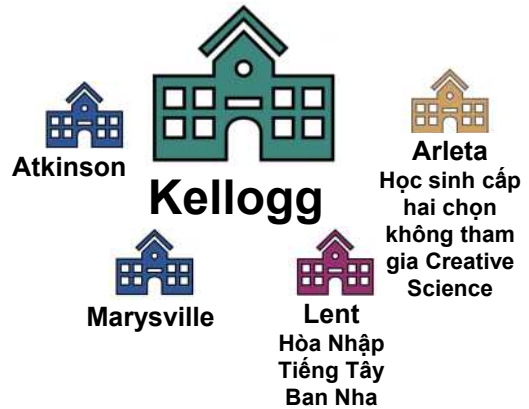 Atkinson
Kellogg
Arleta
Học sinh cấp
hai chọn
không tham
gia Creative
Science
Marysville
Lent
Hòa Nhập
Tiếng Tây
Ban Nha